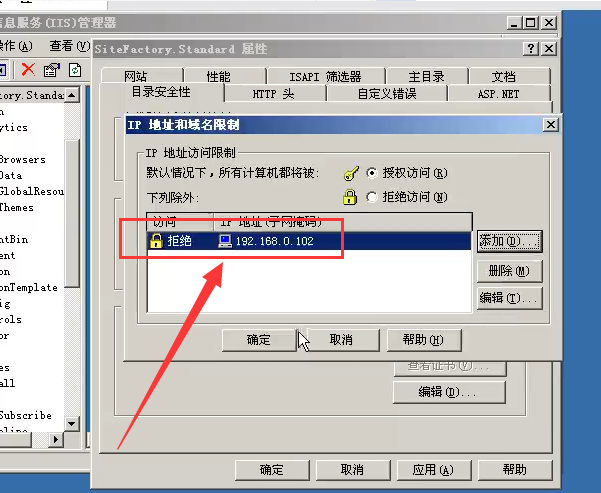 信息服务(IIS)管理器
操作(A) 查看(V)
SiteFactory.Standard 属性
网站 性能 ISAPI 筛选器 主目录 文档
目录安全性 HTTP 头 自定义错误 ASP.NET
IP 地址和域名限制
IP 地址访问限制
默认情况下，所有计算机都将被: 授权访问(R)
下列除外: 拒绝访问(N)
访问 IP 地址(子网掩码)
拒绝 192.168.0.102
添加(D)...
删除(M)
编辑(T)...
确定 取消 帮助(H)
查看证书(V)...
编辑(D)...
确定 取消 应用(A) 帮助
ory.Standa
n
ytics
Browsers
Data
GlobalResou
Themes
ntBin
ent
on
onTemplate
ig
rols
or
es
all
Subscribe